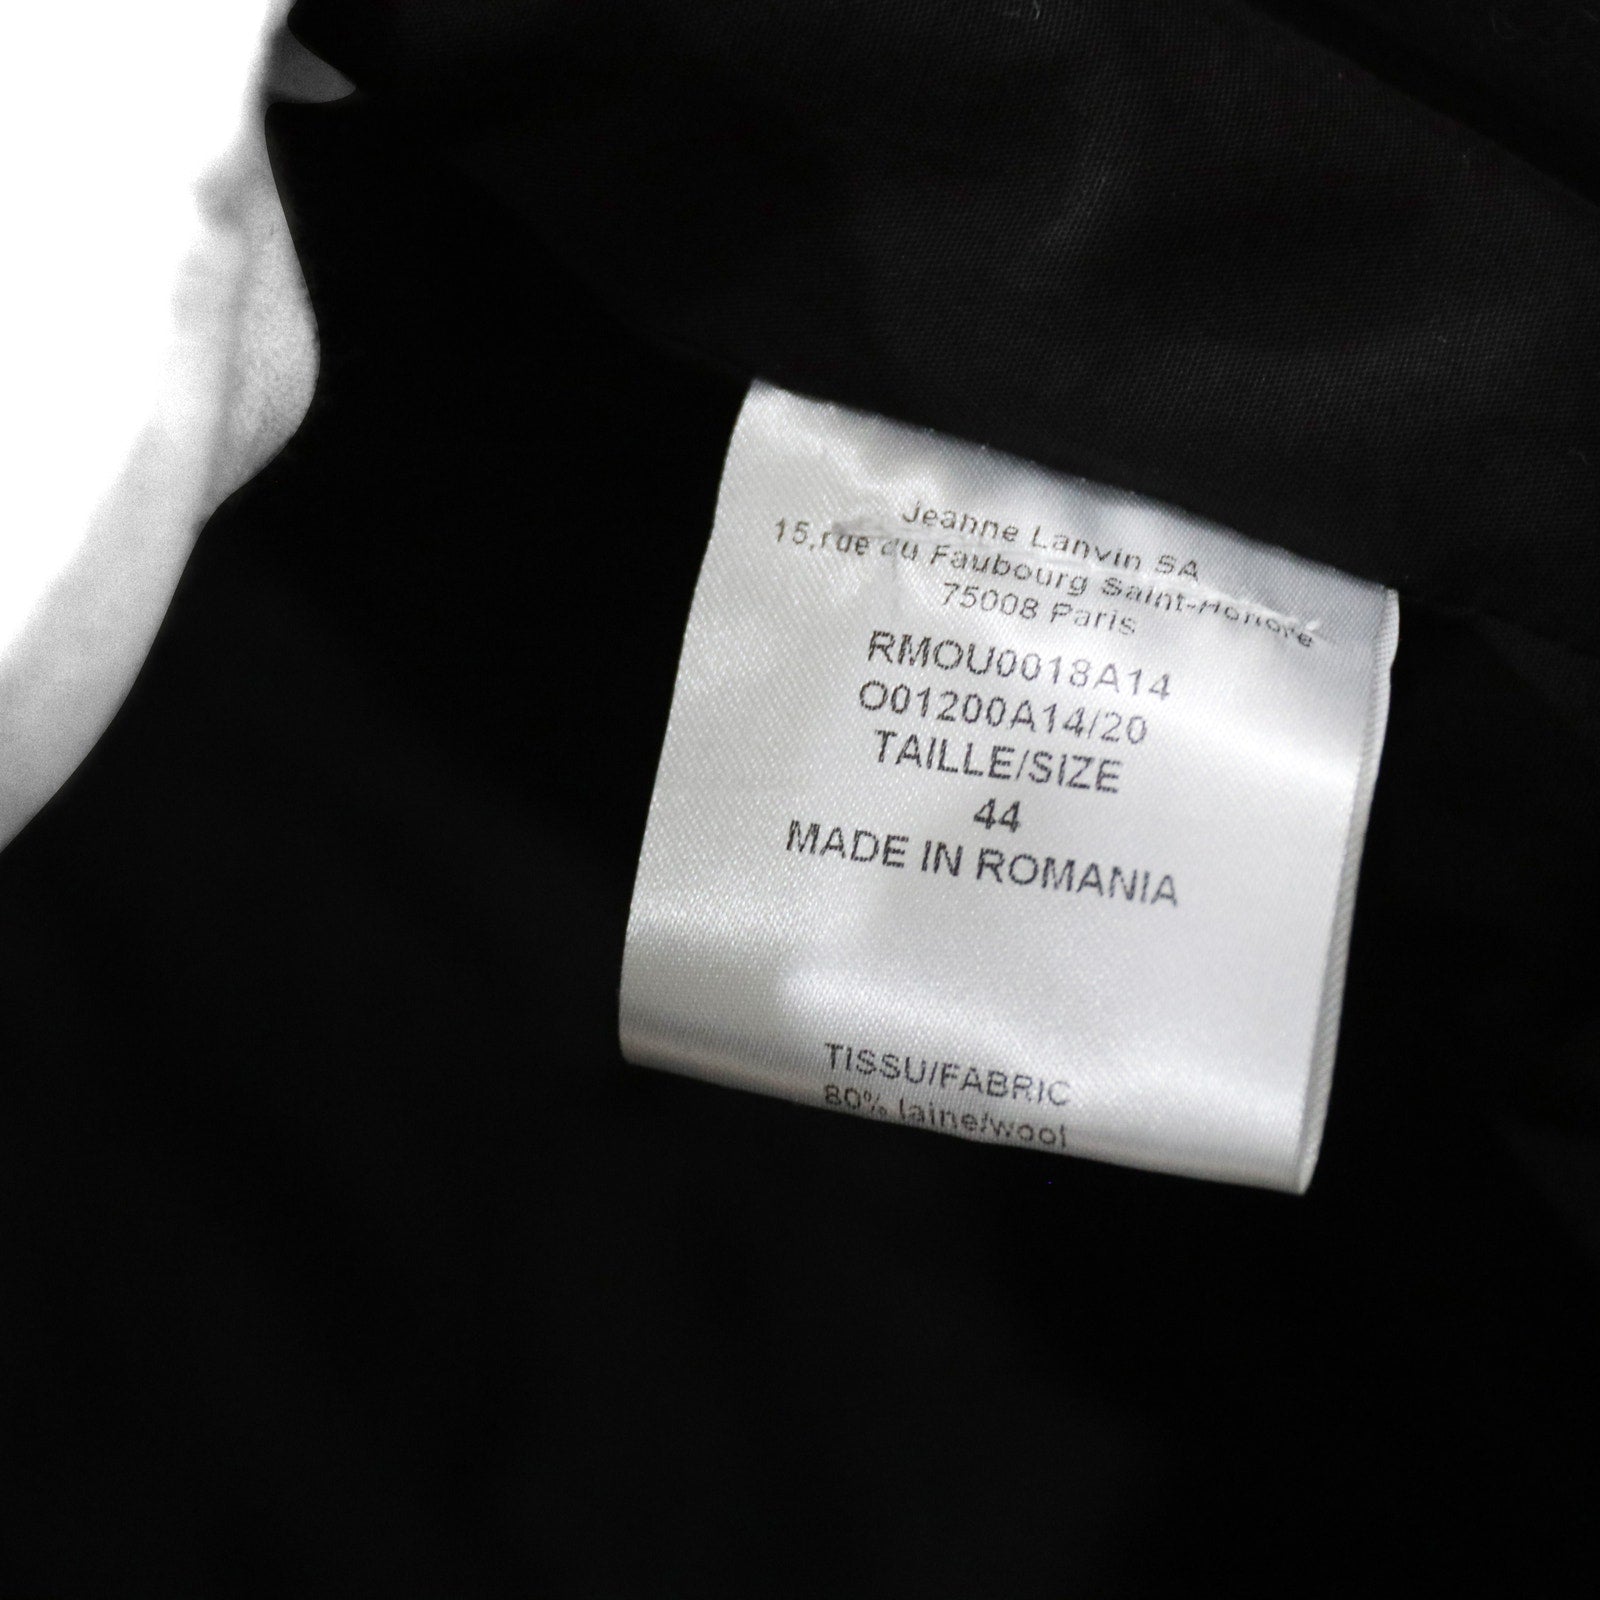 Jeanne Lanvin SA
15,rue du Faubourg Saint-Honoré
75008 Paris
RMOU0018A14
O01200A14/20
TAILLE/SIZE
44
MADE IN ROMANIA
TISSU/FABRIC
80% laine/wool